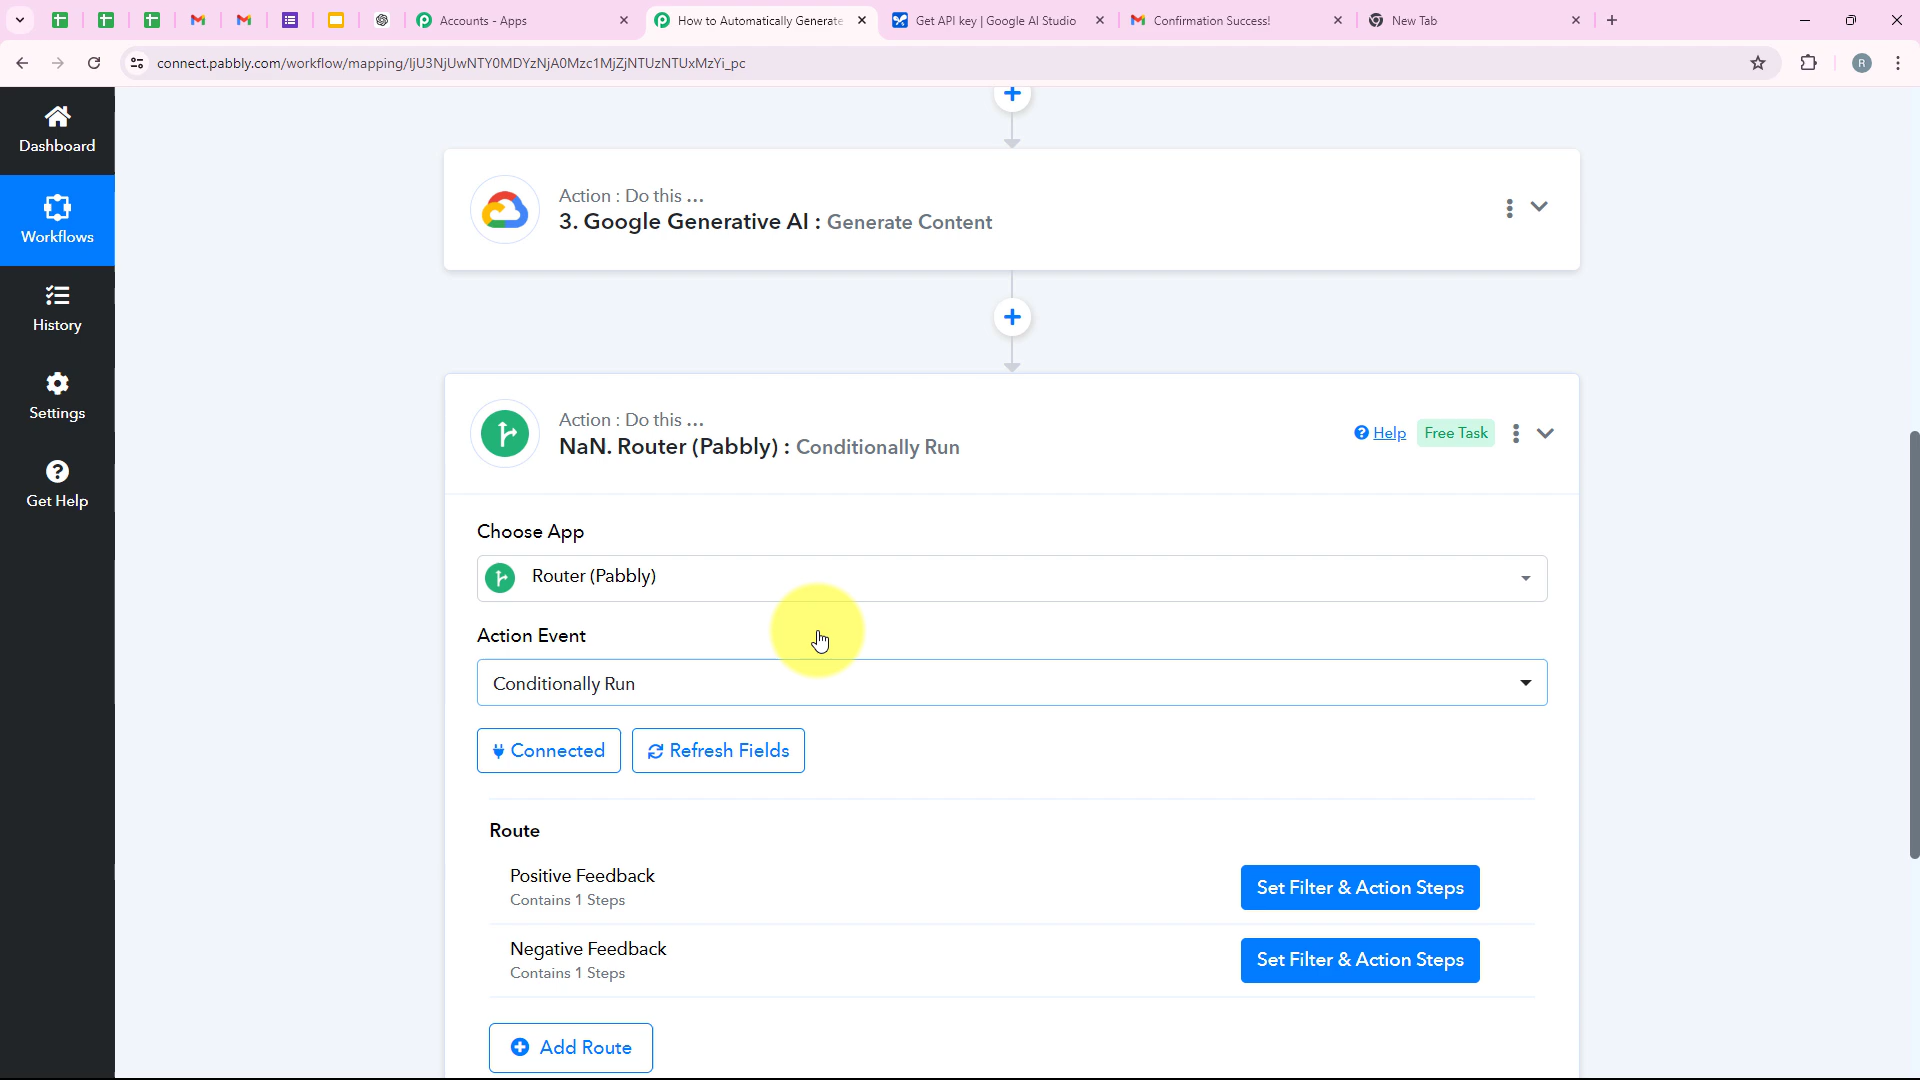 Accounts - Apps
How to Automatically Generate
Get API key | Google AI Studio
Confirmation Success!
New Tab
connect.pabbly.com/workflow/mapping/IjU3NjUwNTY0MDYzNjA0Mzc1MjZjNTUzNTUxMzYi_pc
R
Dashboard
Workflows
History
Settings
Get Help
Action : Do this ...
3. Google Generative AI : Generate Content
Action : Do this ...
NaN. Router (Pabbly) : Conditionally Run
Help
Free Task
Choose App
Router (Pabbly)
Action Event
Conditionally Run
Connected
Refresh Fields
Route
Positive Feedback
Contains 1 Steps
Set Filter & Action Steps
Negative Feedback
Contains 1 Steps
Set Filter & Action Steps
Add Route